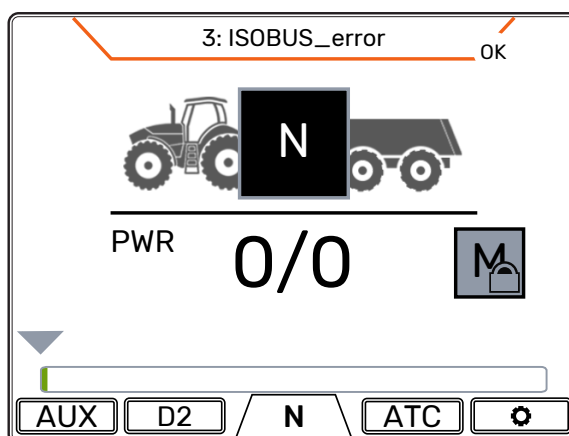 3: ISOBUS_error
OK
N
PWR
0/0
M
AUX
D2
N
ATC